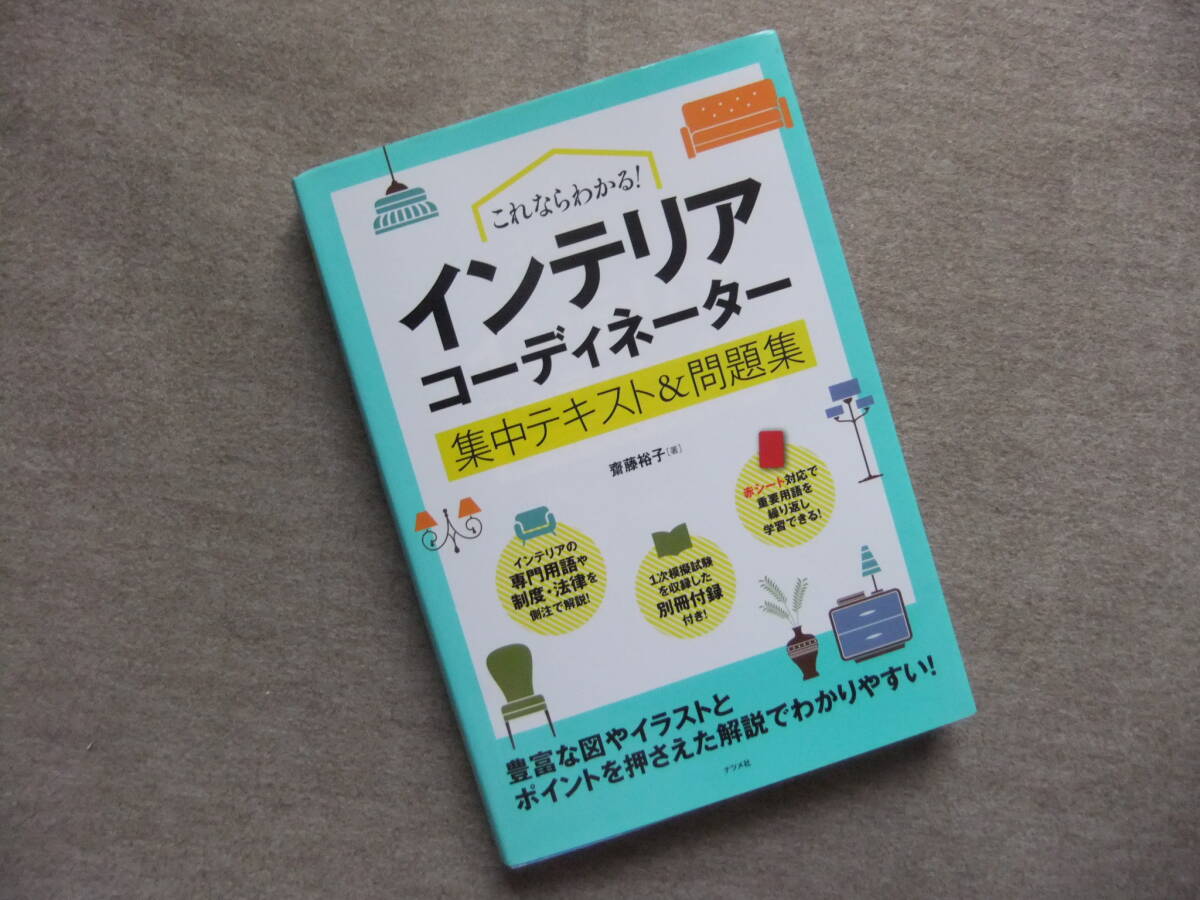 これならわかる!
インテリア
コーディネーター
集中テキスト&問題集
齋藤裕子[著]
赤シート対応で
重要用語を
繰り返し
学習できる!
インテリアの
専門用語や
制度・法律を
側注で解説!
1次模擬試験
を収録した
別冊付録
付き!
豊富な図やイラストと
ポイントを押さえた解説でわかりやすい!
ナツメ社